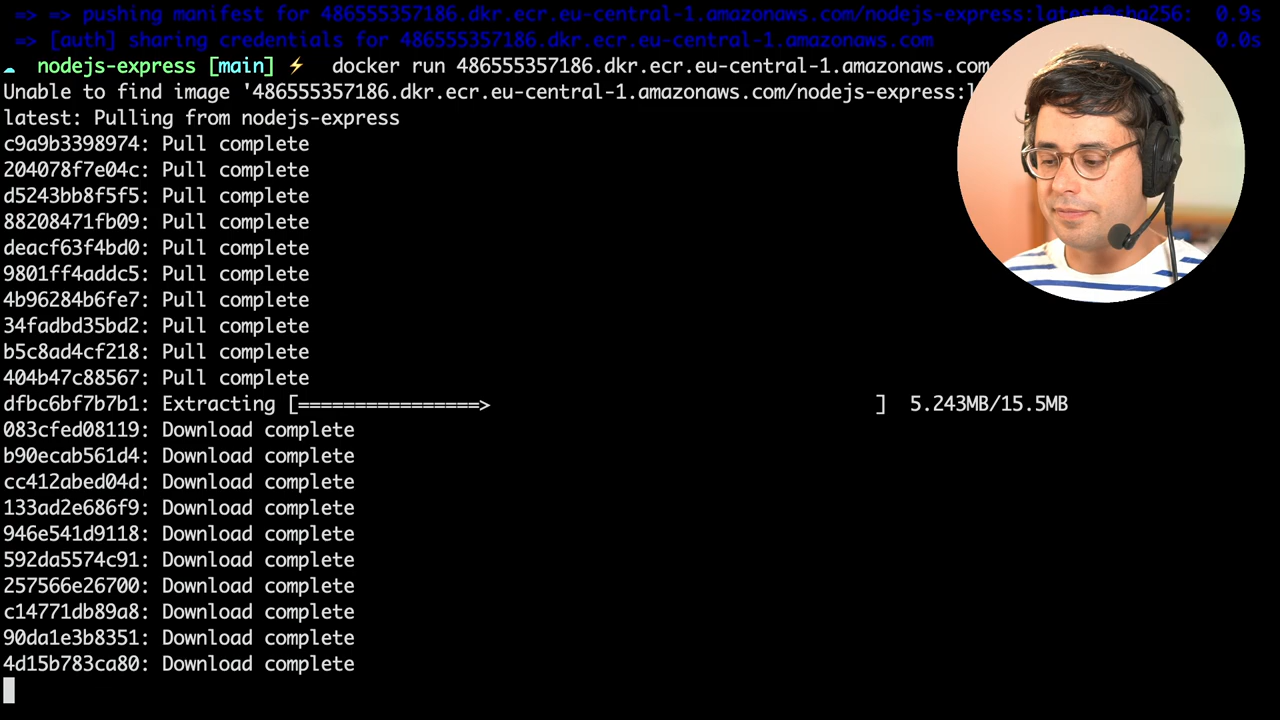 => => pushing manifest for 486555357186.dkr.ecr.eu-central-1.amazonaws.com/nodejs-express:latest@sha256: 0.9s
=> [auth] sharing credentials for 486555357186.dkr.ecr.eu-central-1.amazonaws.com 0.0s
nodejs-express [main] ⚡ docker run 486555357186.dkr.ecr.eu-central-1.amazonaws.com
Unable to find image '486555357186.dkr.ecr.eu-central-1.amazonaws.com/nodejs-express:l
latest: Pulling from nodejs-express
c9a9b3398974: Pull complete
204078f7e04c: Pull complete
d5243bb8f5f5: Pull complete
88208471fb09: Pull complete
deacf63f4bd0: Pull complete
9801ff4addc5: Pull complete
4b96284b6fe7: Pull complete
34fadbd35bd2: Pull complete
b5c8ad4cf218: Pull complete
404b47c88567: Pull complete
dfbc6bf7b7b1: Extracting [================> ] 5.243MB/15.5MB
083cfed08119: Download complete
b90ecab561d4: Download complete
cc412abed04d: Download complete
133ad2e686f9: Download complete
946e541d9118: Download complete
592da5574c91: Download complete
257566e26700: Download complete
c14771db89a8: Download complete
90da1e3b8351: Download complete
4d15b783ca80: Download complete